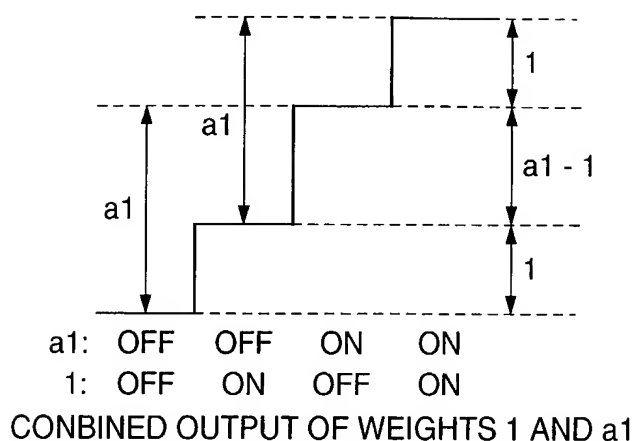 1
a1
a1 - 1
a1
1
a1: OFF OFF ON ON
1: OFF ON OFF ON
CONBINED OUTPUT OF WEIGHTS 1 AND a1